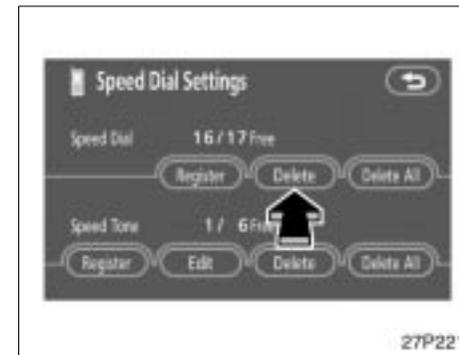 Speed Dial Settings
Speed Dial 16/17 Free
Register Delete Delete All
Speed Tone 1/ 6 Free
Register Edit Delete Delete All
27P221